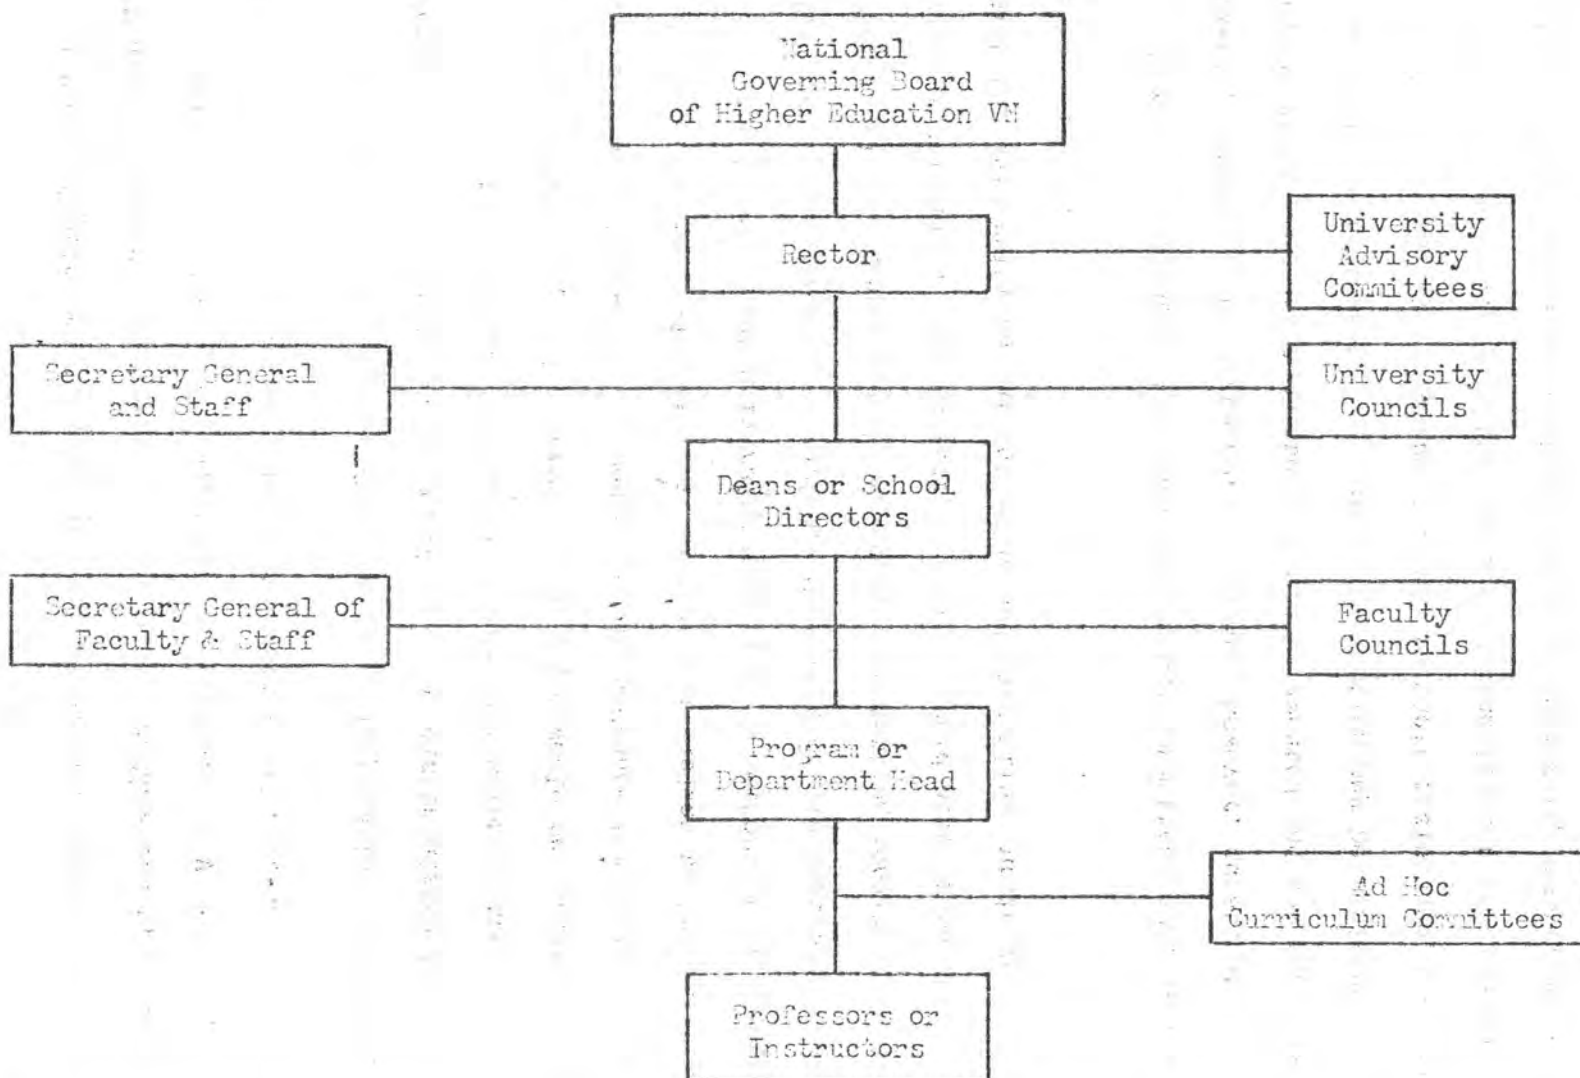 National
Governing Board
of Higher Education VN
Rector
University
Advisory
Committees
Secretary General
and Staff
University
Councils
Deans or School
Directors
Secretary General of
Faculty & Staff
Faculty
Councils
Program or
Department Head
Ad Hoc
Curriculum Committees
Professors or
Instructors